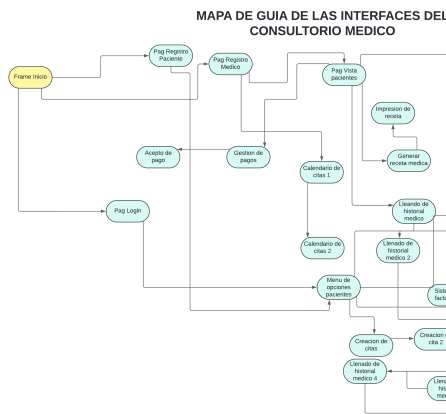 MAPA DE GUIA DE LAS INTERFACES DEL
CONSULTORIO MEDICO
Pag Registro
Paciente
Pag Registro
Medico
Pag Vista
pacientes
Frame Inicio
Impresion de
receta
Acepto de
pago
Gestion de
pagos
Generar
receta medica
Calendario de
citas 1
Pag Login
Lleando de
historial
medico
Calendario de
citas 2
Llenado de
historial
medico 2
Menu de
opciones
pacientes
Creacion de
citas
Creacion
cita 2
Llenado de
historial
medico 4